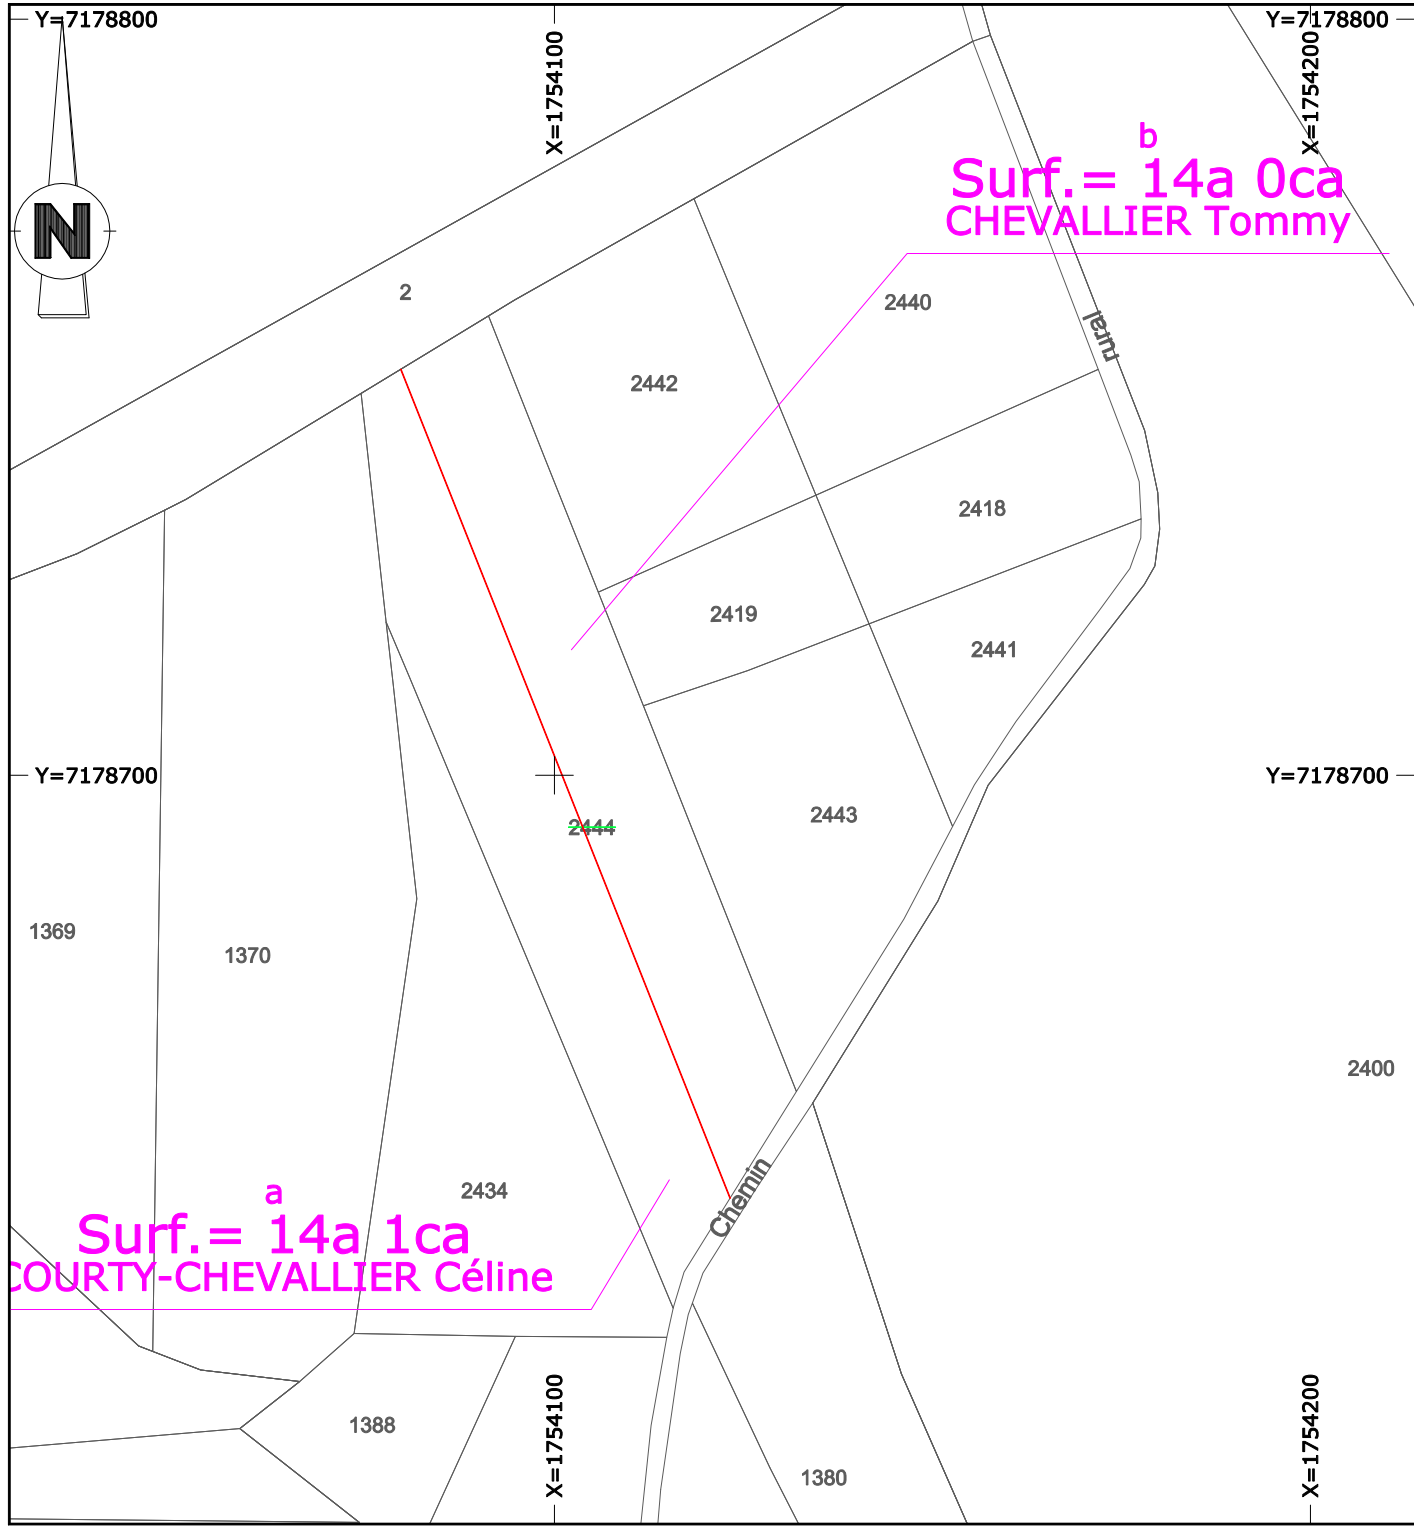 Y=7178800
X=1754100
Y=7178800
X=1754200
N
b
Surf.= 14a 0ca
CHEVALLIER Tommy
2
2440
rural
2442
2418
2419
2441
Y=7178700
Y=7178700
2444
2443
1369
1370
2400
Chemin
2434
a
Surf.= 14a 1ca
COURTY-CHEVALLIER Céline
1388
X=1754100
1380
X=1754200